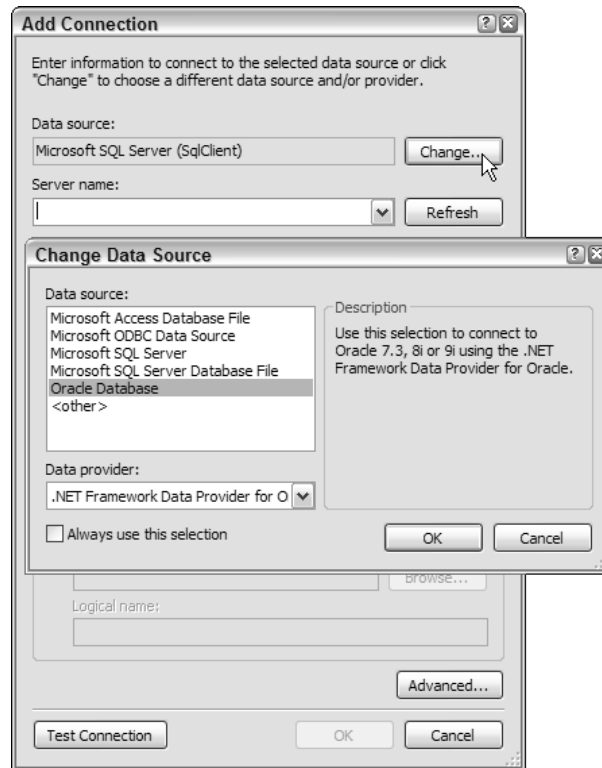 Add Connection
Enter information to connect to the selected data source or click
"Change" to choose a different data source and/or provider.
Data source:
Microsoft SQL Server (SqlClient)
Change...
Server name:
Refresh
Change Data Source
Data source:
Microsoft Access Database File
Microsoft ODBC Data Source
Microsoft SQL Server
Microsoft SQL Server Database File
Oracle Database
<other>
Description
Use this selection to connect to
Oracle 7.3, 8i or 9i using the .NET
Framework Data Provider for Oracle.
Data provider:
.NET Framework Data Provider for O
Always use this selection
OK
Cancel
Browse...
Logical name:
Advanced...
Test Connection
OK
Cancel